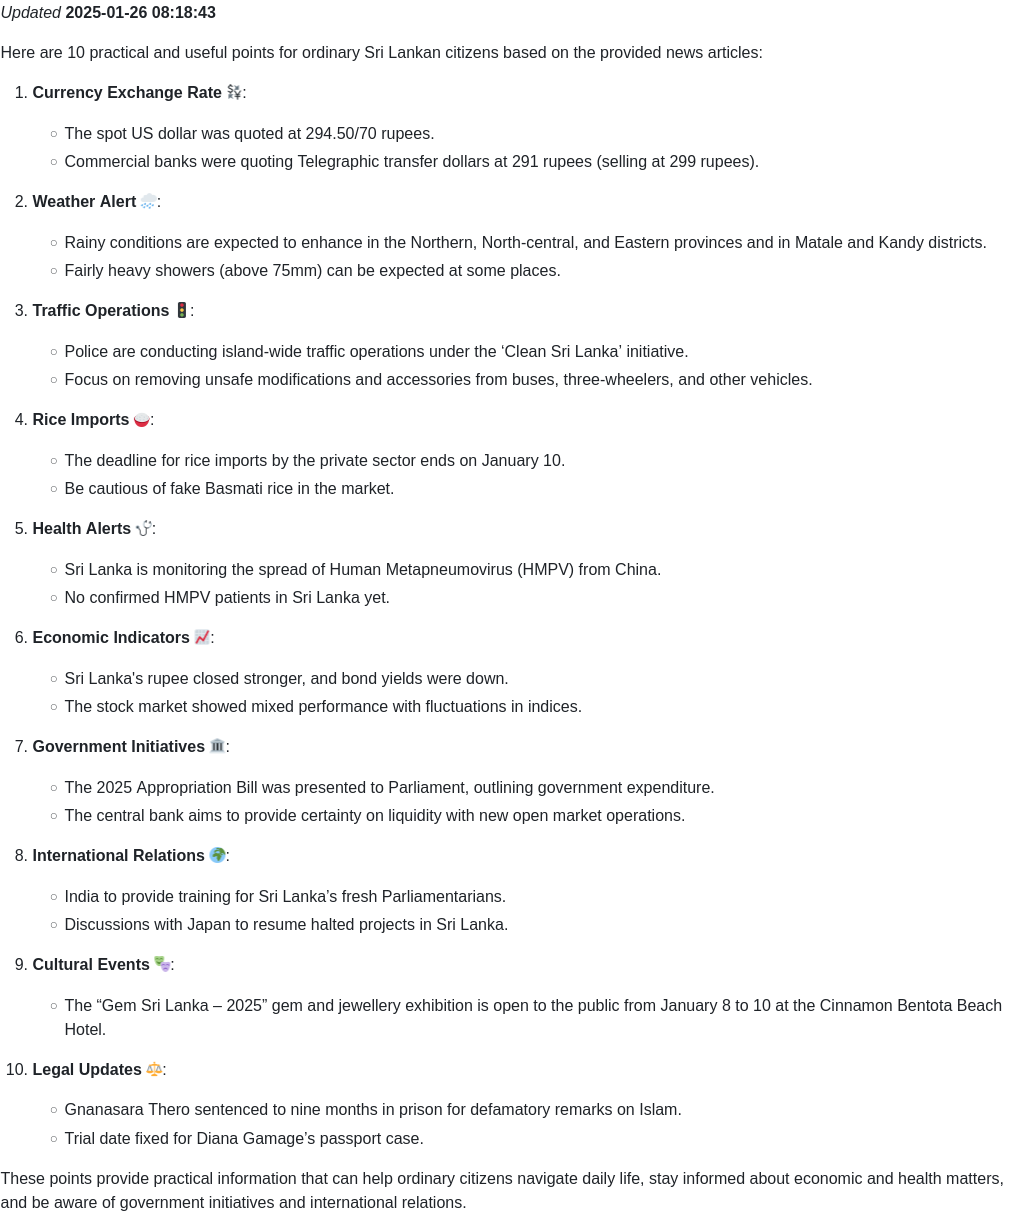 Updated 2025-01-26 08:18:43
Here are 10 practical and useful points for ordinary Sri Lankan citizens based on the provided news articles:
1. Currency Exchange Rate 💱:
○ The spot US dollar was quoted at 294.50/70 rupees.
○ Commercial banks were quoting Telegraphic transfer dollars at 291 rupees (selling at 299 rupees).
2. Weather Alert 🌧️:
○ Rainy conditions are expected to enhance in the Northern, North-central, and Eastern provinces and in Matale and Kandy districts.
○ Fairly heavy showers (above 75mm) can be expected at some places.
3. Traffic Operations 🚦:
○ Police are conducting island-wide traffic operations under the ‘Clean Sri Lanka’ initiative.
○ Focus on removing unsafe modifications and accessories from buses, three-wheelers, and other vehicles.
4. Rice Imports 🍚:
○ The deadline for rice imports by the private sector ends on January 10.
○ Be cautious of fake Basmati rice in the market.
5. Health Alerts 🩺:
○ Sri Lanka is monitoring the spread of Human Metapneumovirus (HMPV) from China.
○ No confirmed HMPV patients in Sri Lanka yet.
6. Economic Indicators 📈:
○ Sri Lanka's rupee closed stronger, and bond yields were down.
○ The stock market showed mixed performance with fluctuations in indices.
7. Government Initiatives 🏛️:
○ The 2025 Appropriation Bill was presented to Parliament, outlining government expenditure.
○ The central bank aims to provide certainty on liquidity with new open market operations.
8. International Relations 🌍:
○ India to provide training for Sri Lanka’s fresh Parliamentarians.
○ Discussions with Japan to resume halted projects in Sri Lanka.
9. Cultural Events 🎭:
○ The “Gem Sri Lanka – 2025” gem and jewellery exhibition is open to the public from January 8 to 10 at the Cinnamon Bentota Beach
Hotel.
10. Legal Updates ⚖️:
○ Gnanasara Thero sentenced to nine months in prison for defamatory remarks on Islam.
○ Trial date fixed for Diana Gamage’s passport case.
These points provide practical information that can help ordinary citizens navigate daily life, stay informed about economic and health matters,
and be aware of government initiatives and international relations.